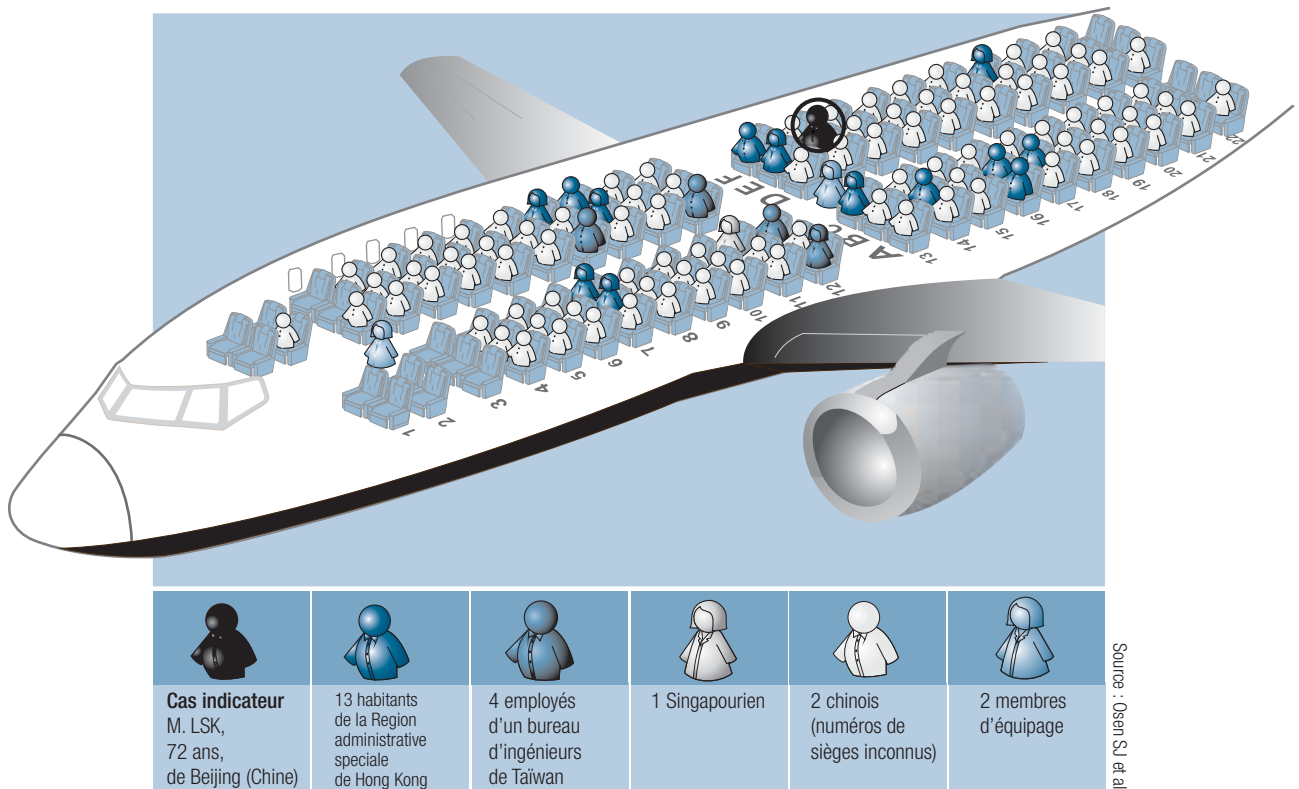 D E F
A B C
1
2
3
4
5
6
7
8
9
10
11
12
13
14
15
16
17
18
19
20
21
22
Cas indicateur
M. LSK,
72 ans,
de Beijing (Chine)
13 habitants
de la Region
administrative
speciale
de Hong Kong
4 employés
d'un bureau
d'ingénieurs
de Taïwan
1 Singapourien
2 chinois
(numéros de
sièges inconnus)
2 membres
d'équipage
Source : Osen SJ et al